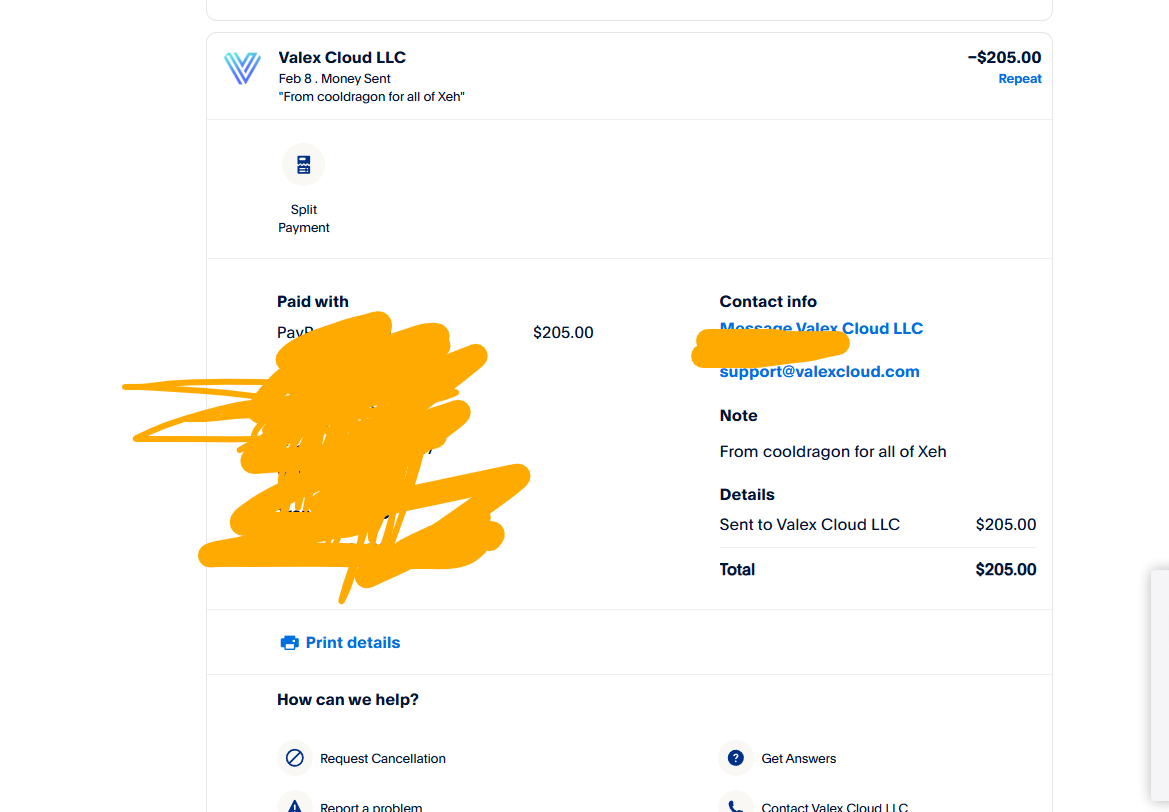 Valex Cloud LLC
−$205.00
Feb 8 . Money Sent
Repeat
"From cooldragon for all of Xeh"
Split
Payment
Paid with
Contact info
$205.00
Message Valex Cloud LLC
support@valexcloud.com
Note
From cooldragon for all of Xeh
Details
Sent to Valex Cloud LLC
$205.00
Total
$205.00
Print details
How can we help?
Request Cancellation
Get Answers
Report a problem
Contact Valex Cloud LLC